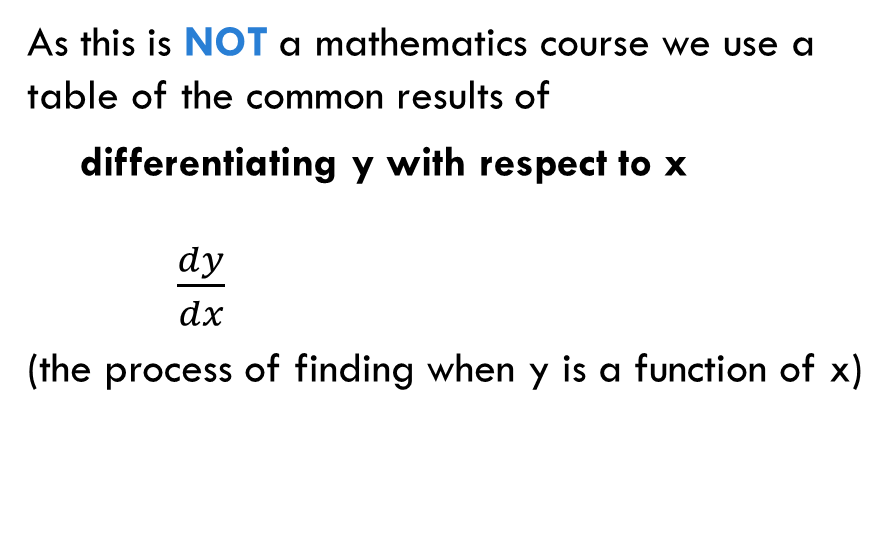 As this is NOT a mathematics course we use a
table of the common results of
differentiating y with respect to x
dy
dx
(the process of finding when y is a function of x)